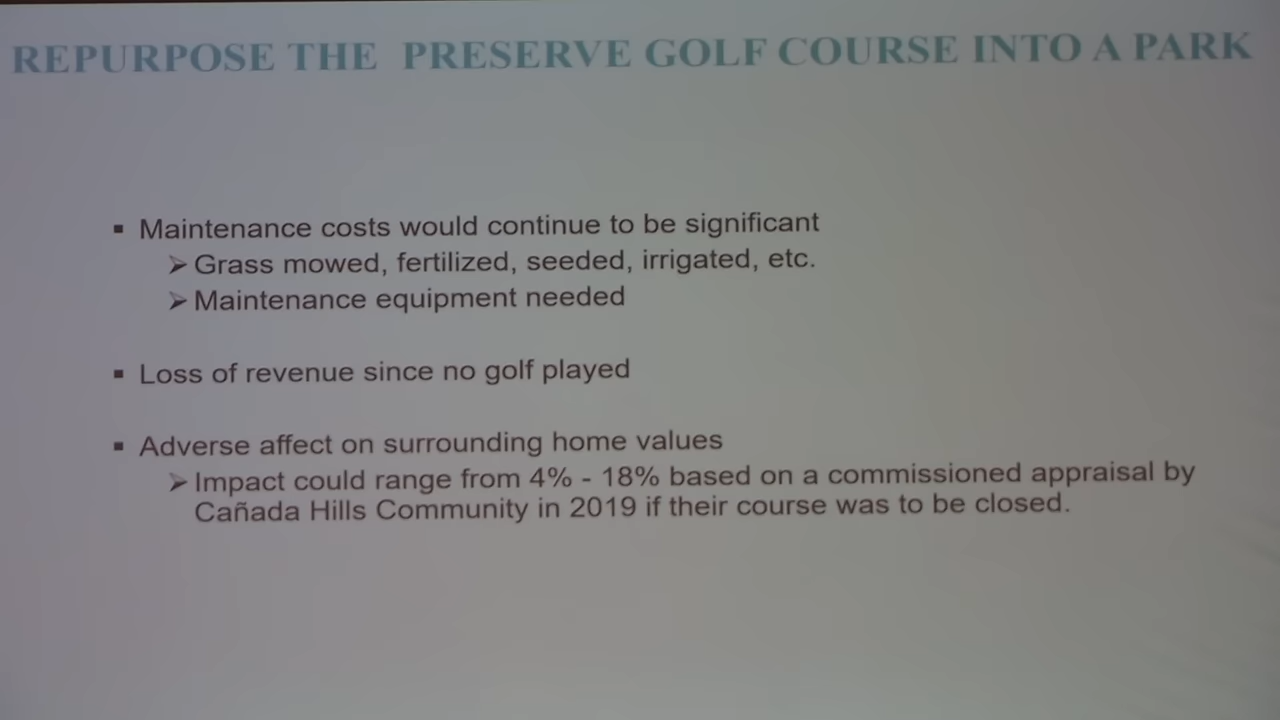 REPURPOSE THE PRESERVE GOLF COURSE INTO A PARK
▪ Maintenance costs would continue to be significant
➢ Grass mowed, fertilized, seeded, irrigated, etc.
➢ Maintenance equipment needed
▪ Loss of revenue since no golf played
▪ Adverse affect on surrounding home values
➢ Impact could range from 4% - 18% based on a commissioned appraisal by
Cañada Hills Community in 2019 if their course was to be closed.